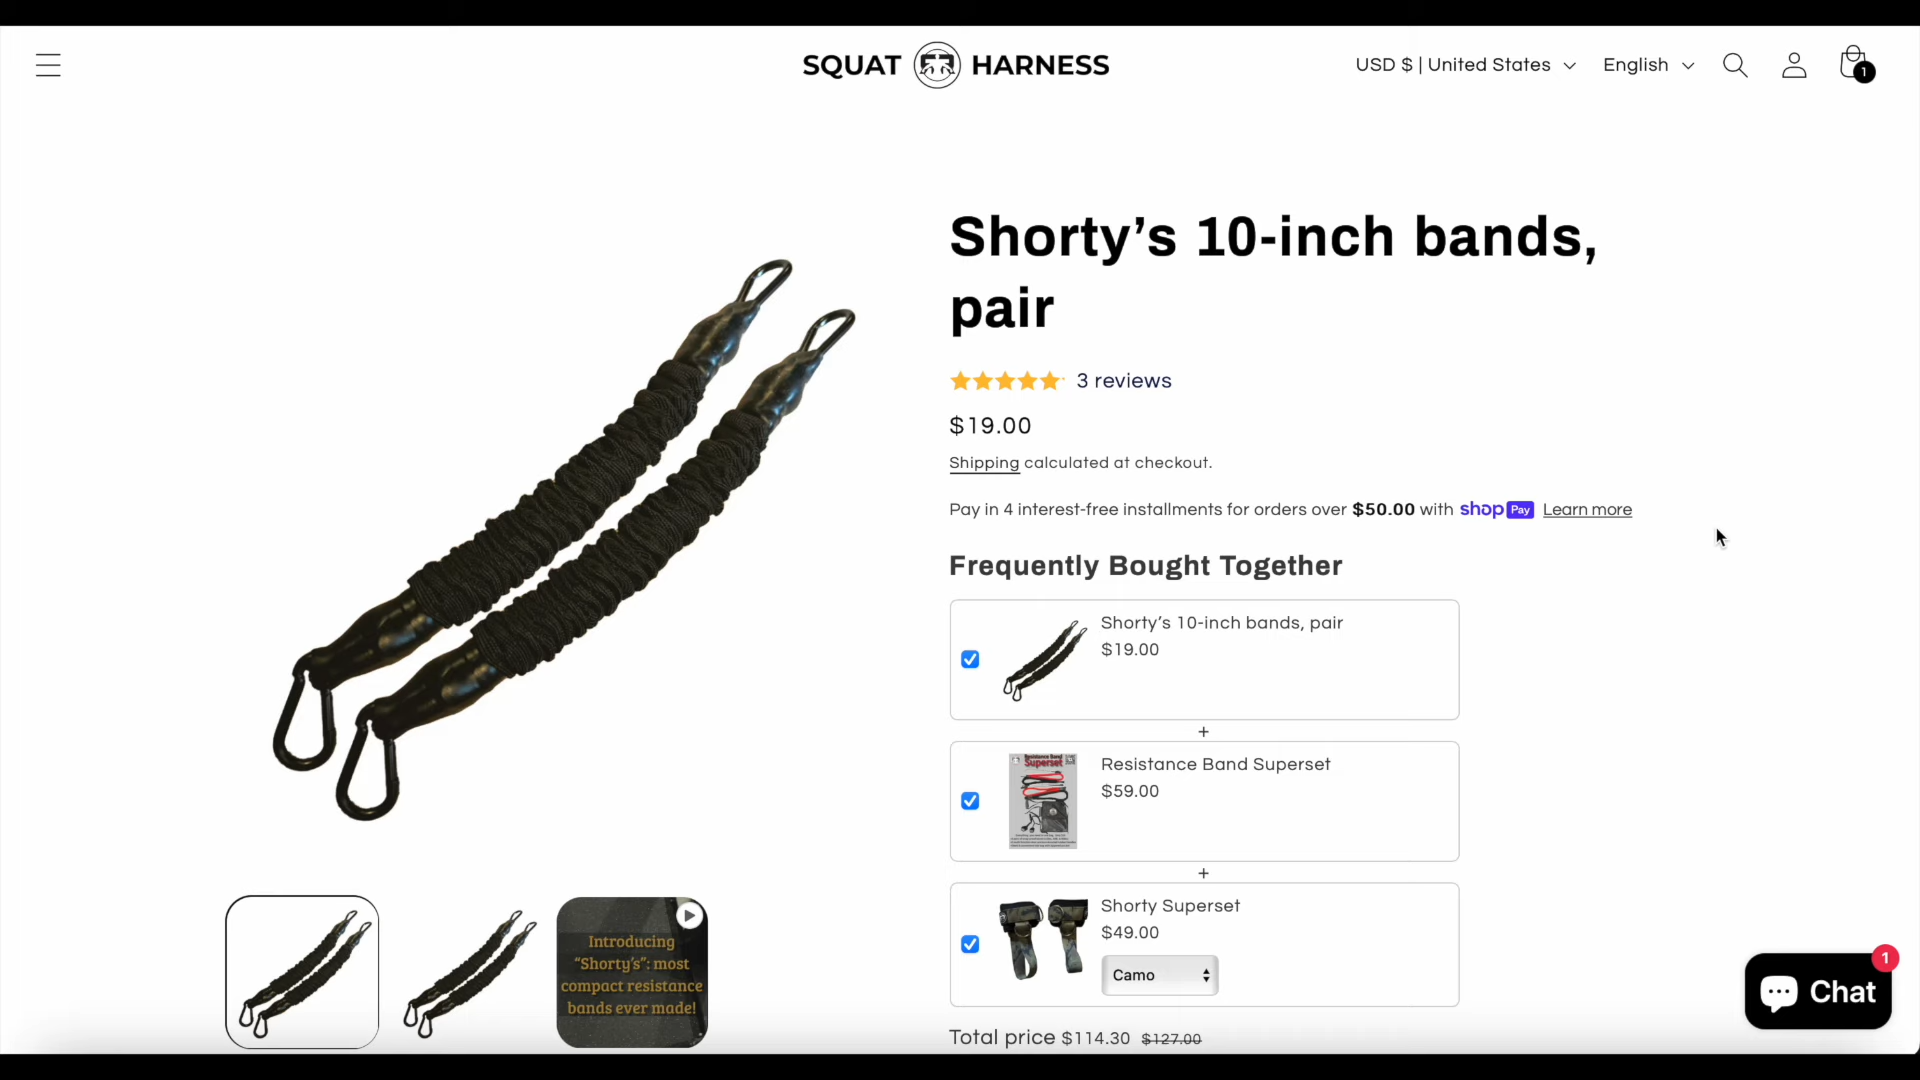 SQUAT HARNESS
USD $ | United States
English
1
Shorty’s 10-inch bands,
pair
3 reviews
$19.00
Shipping calculated at checkout.
Pay in 4 interest-free installments for orders over $50.00 with shop Pay Learn more
Frequently Bought Together
Shorty’s 10-inch bands, pair
$19.00
+
Resistance Band
Superset
Resistance Band Superset
$59.00
+
Shorty Superset
$49.00
Camo
Introducing
“Shorty’s”: most
compact resistance
bands ever made!
1
Chat
Total price $114.30 $127.00